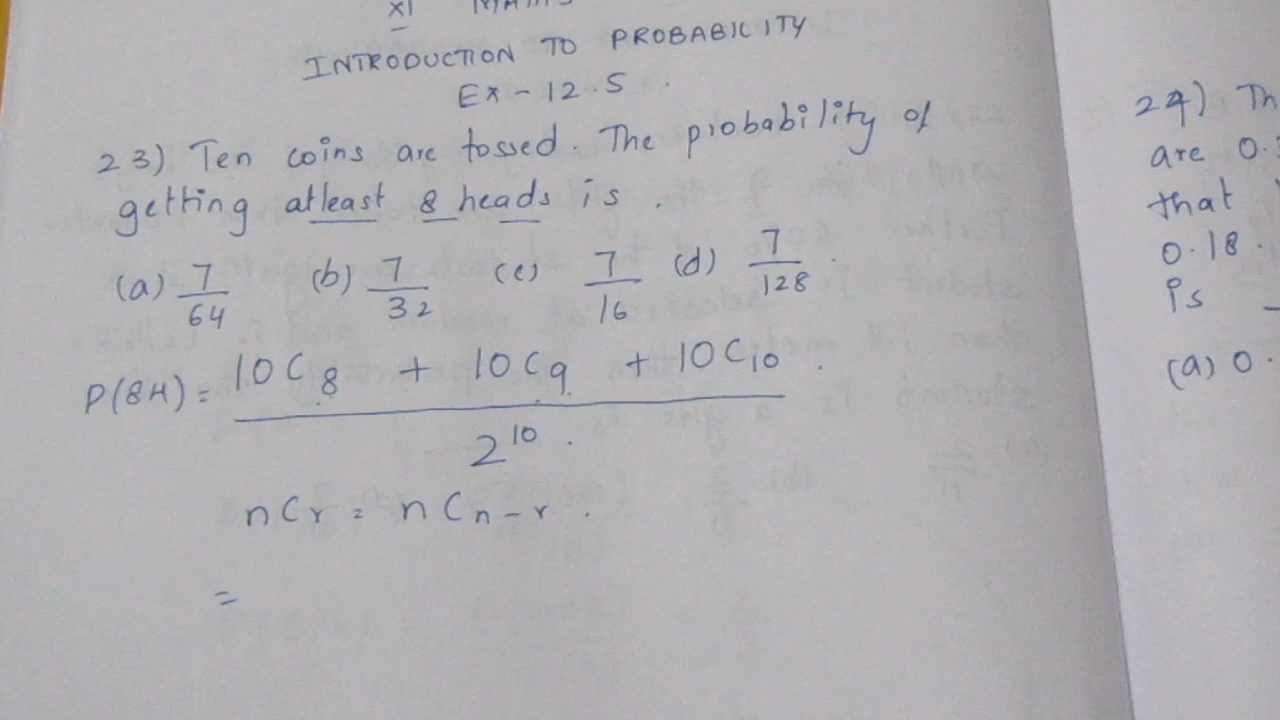 XI MATHS
INTRODUCTION TO PROBABILITY
Ex - 12.5.
23) Ten coins are tossed. The probability of
getting atleast 8 heads is.
(a) 7/64 (b) 7/32 (c) 7/16 (d) 7/128.
P(8H) = 10C8 + 10C9 + 10C10.
2^10.
nCr = nCn-r.
=
24) Th
are 0.
that
0.18.
is
(a) 0.